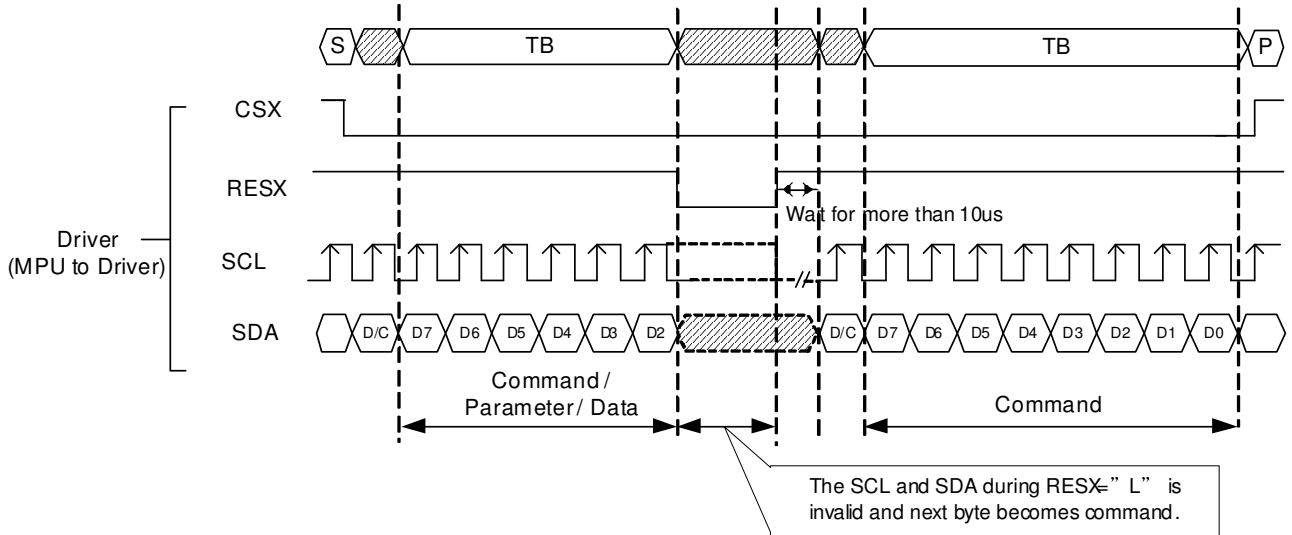 S TB TB P
CSX
RESX
Wait for more than 10us
Driver
(MPU to Driver)
SCL
SDA D/C D7 D6 D5 D4 D3 D2 D/C D7 D6 D5 D4 D3 D2 D1 D0
Command /
Parameter / Data
Command
The SCL and SDA during RESX=”L” is
invalid and next byte becomes command.